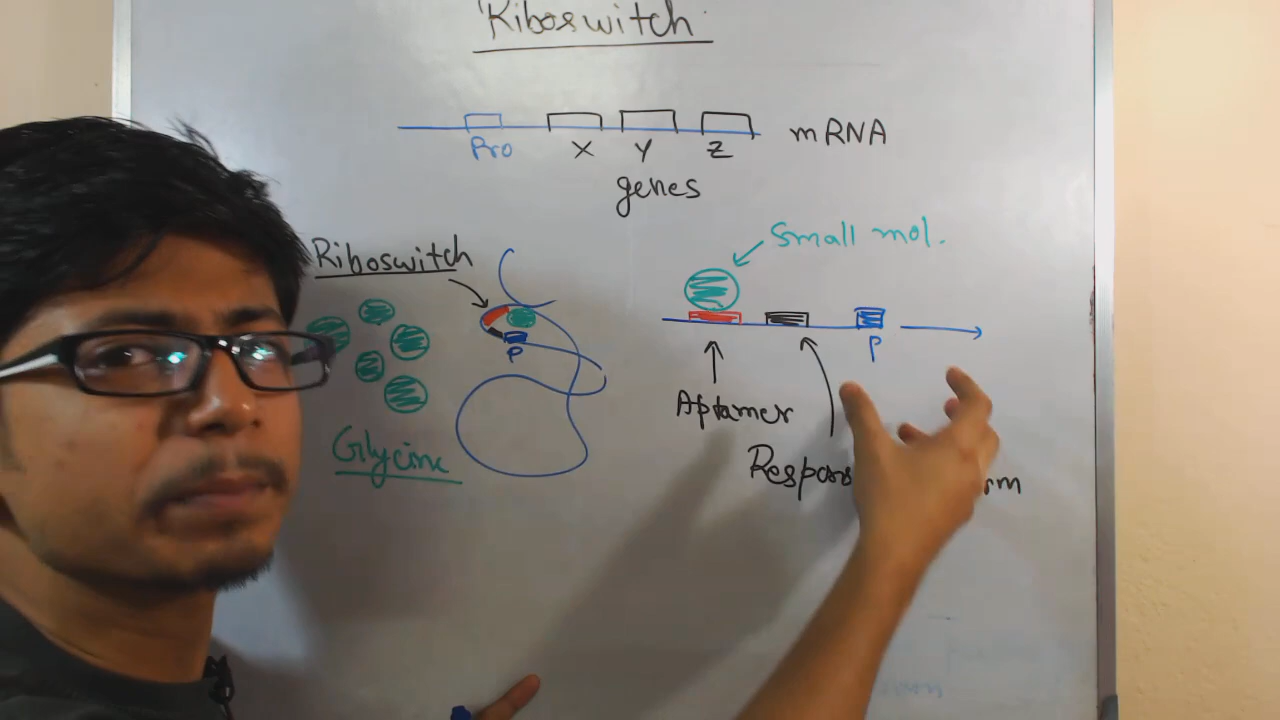 Riboswitch
Pro X Y Z mRNA
genes
Riboswitch
Small mol.
P
P
Aptamer
Glycine